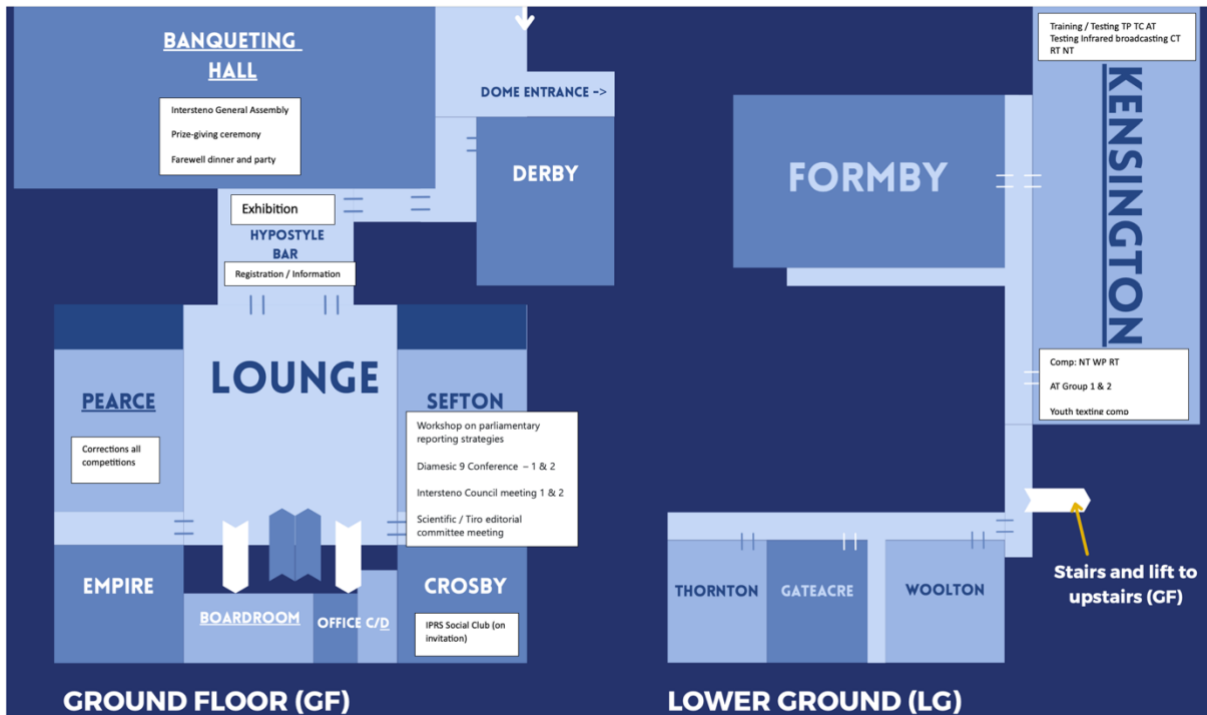 BANQUETING
HALL
Intersteno General Assembly
Prize-giving ceremony
Farewell dinner and party
DOME ENTRANCE ->
DERBY
Exhibition
HYPOSTYLE
BAR
Registration / Information
LOUNGE
PEARCE
Corrections all
competitions
SEFTON
Workshop on parliamentary
reporting strategies
Diamesic 9 Conference – 1 & 2
Intersteno Council meeting 1 & 2
Scientific / Tiro editorial
committee meeting
EMPIRE
BOARDROOM
OFFICE C/D
CROSBY
IPRS Social Club (on
invitation)
GROUND FLOOR (GF)
Training / Testing TP TC AT
Testing Infrared broadcasting CT
RT NT
KENSINGTON
FORMBY
Comp: NT WP RT
AT Group 1 & 2
Youth texting comp
THORNTON
GATEACRE
WOOLTON
Stairs and lift to
upstairs (GF)
LOWER GROUND (LG)